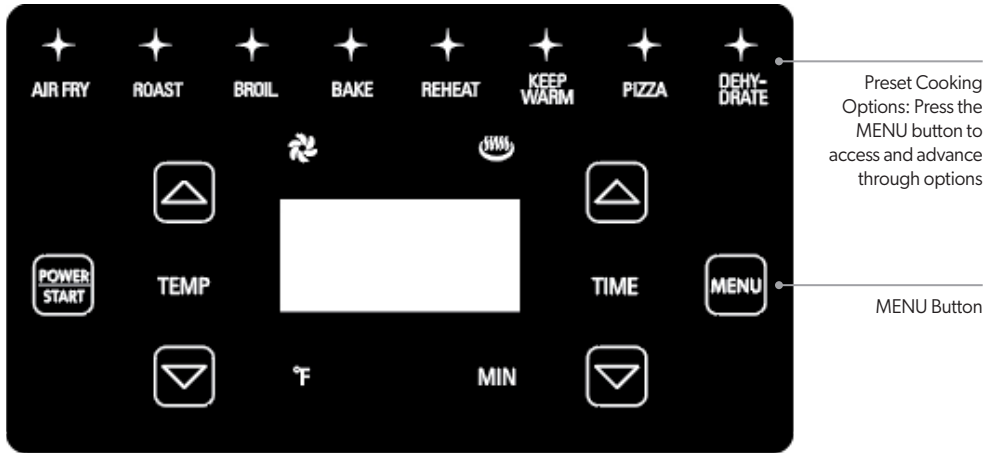 AIR FRY
ROAST
BROIL
BAKE
REHEAT
KEEP
WARM
PIZZA
DEHY-
DRATE
Preset Cooking
Options: Press the
MENU button to
access and advance
through options
POWER
START
TEMP
TIME
MENU
MENU Button
°F
MIN